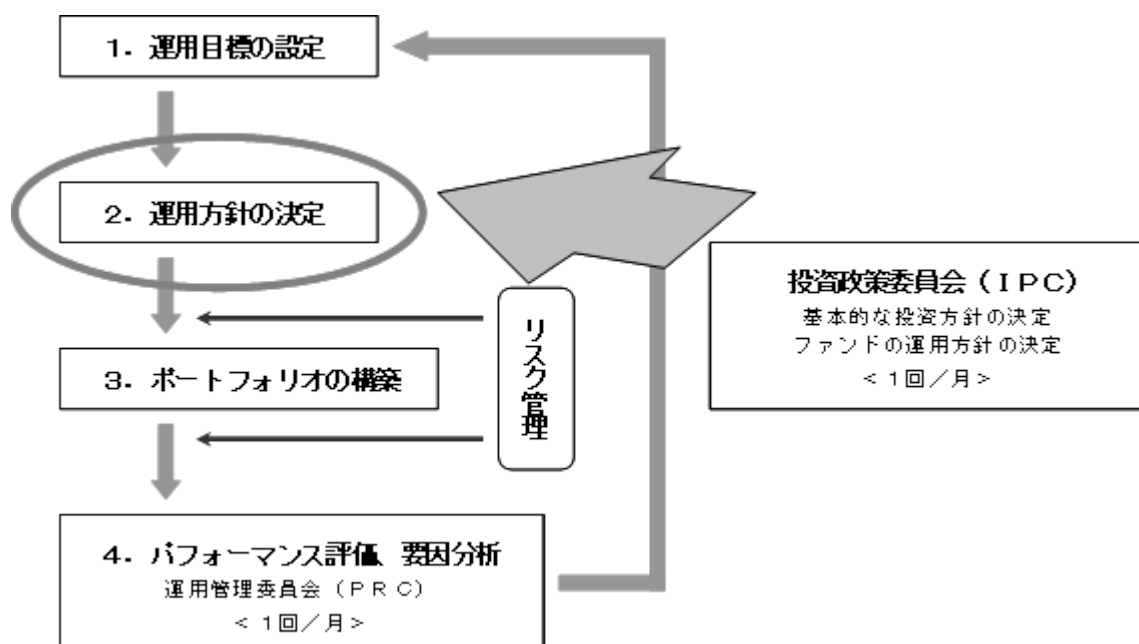 1．運用目標の設定
2．運用方針の決定
3．ポートフォリオの構築
4．パフォーマンス評価、要因分析
運用管理委員会（ＰＲＣ）
＜１回／月＞
リスク管理
投資政策委員会（ＩＰＣ）
基本的な投資方針の決定
ファンドの運用方針の決定
＜１回／月＞